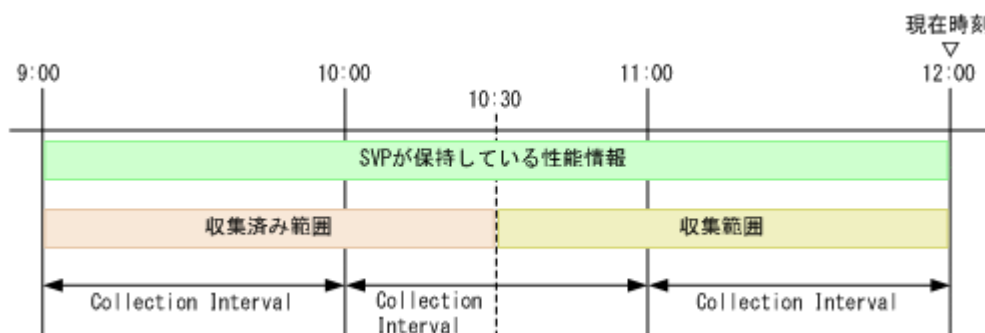 現在時刻
▽
9:00 10:00 11:00 12:00
10:30
SVPが保持している性能情報
収集済み範囲 収集範囲
Collection Interval
Collection
Interval
Collection Interval